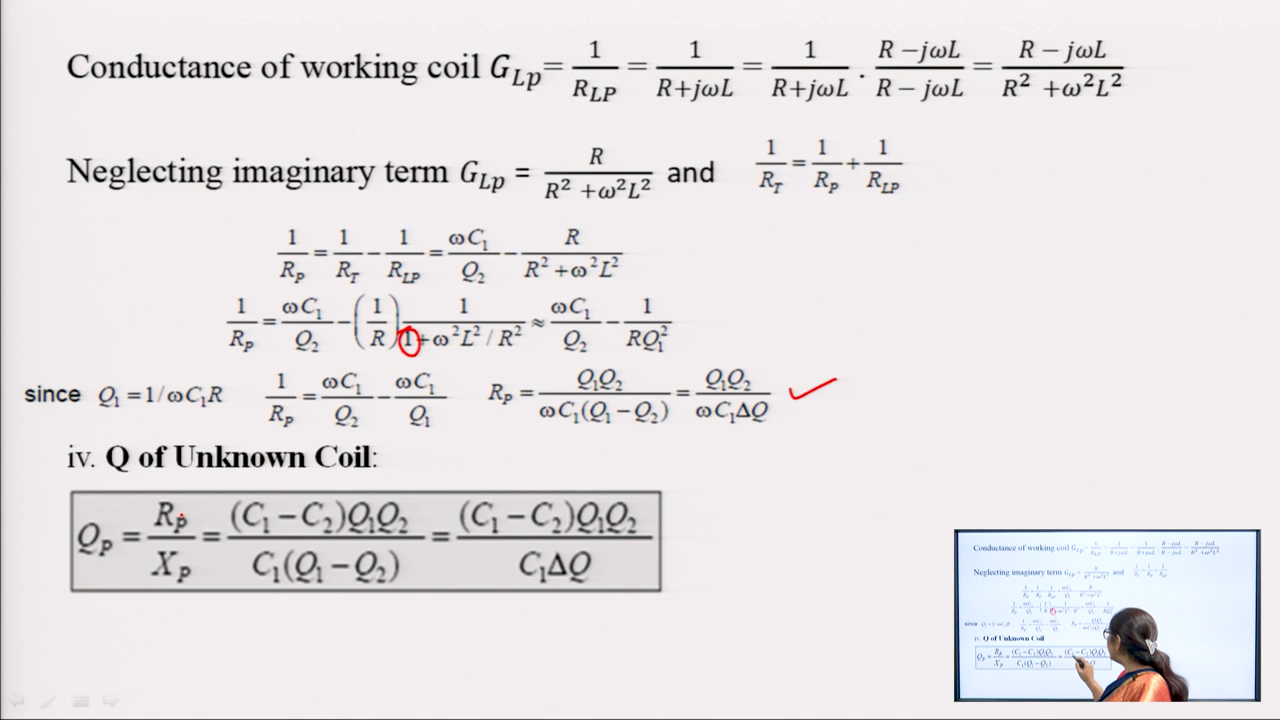 Conductance of working coil G_Lp = 1/R_LP = 1/(R+jωL) = 1/(R+jωL) . (R −jωL)/(R − jωL) = (R − jωL)/(R² +ω²L²)
Neglecting imaginary term G_Lp = R/(R² +ω²L²) and 1/R_T = 1/R_P + 1/R_LP
1/R_P = 1/R_T − 1/R_LP = ωC₁/Q₂ − R/(R²+ω²L²)
1/R_P = ωC₁/Q₂ − (1/R) 1/(1+ω²L²/R²) ≈ ωC₁/Q₂ − 1/(RQ₁²)
since Q₁ = 1/ωC₁R 1/R_P = ωC₁/Q₂ − ωC₁/Q₁ R_P = Q₁Q₂/(ωC₁(Q₁−Q₂)) = Q₁Q₂/(ωC₁ΔQ)
iv. Q of Unknown Coil:
Q_P = R_P/X_P = (C₁−C₂)Q₁Q₂/(C₁(Q₁−Q₂)) = (C₁−C₂)Q₁Q₂/(C₁ΔQ)